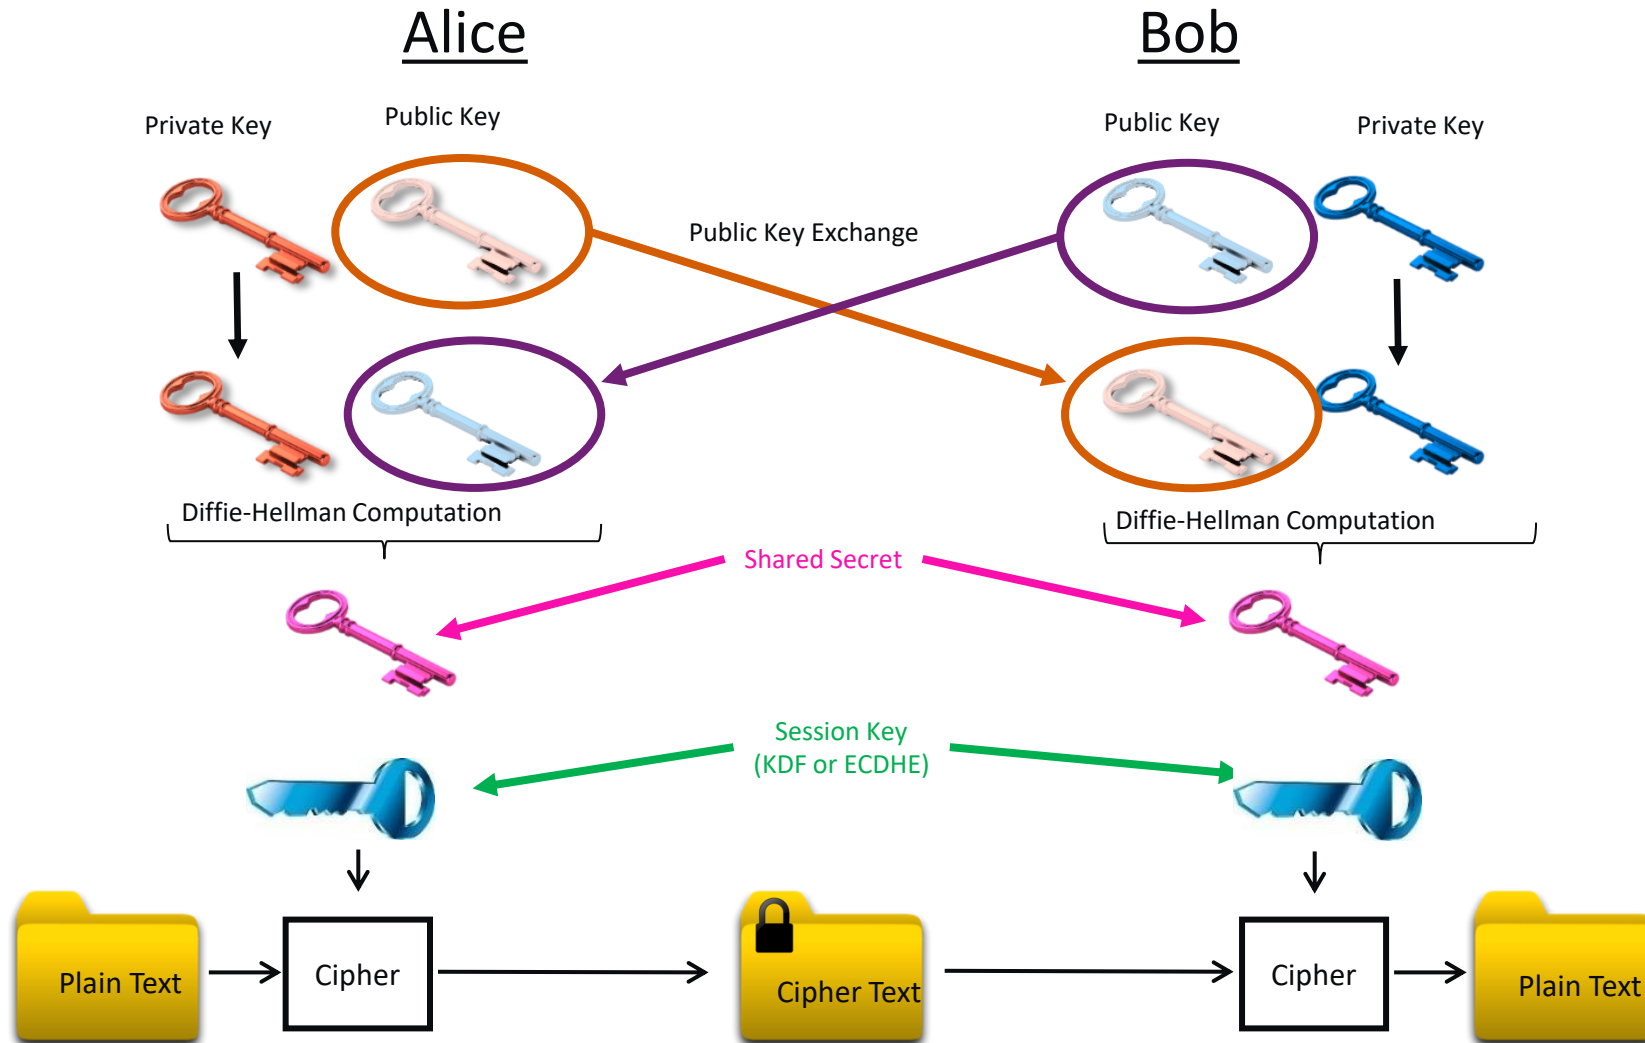 Alice
Bob
Private Key
Public Key
Public Key
Private Key
Public Key Exchange
Diffie-Hellman Computation
Diffie-Hellman Computation
Shared Secret
Session Key
(KDF or ECDHE)
Plain Text
Cipher
Cipher Text
Cipher
Plain Text